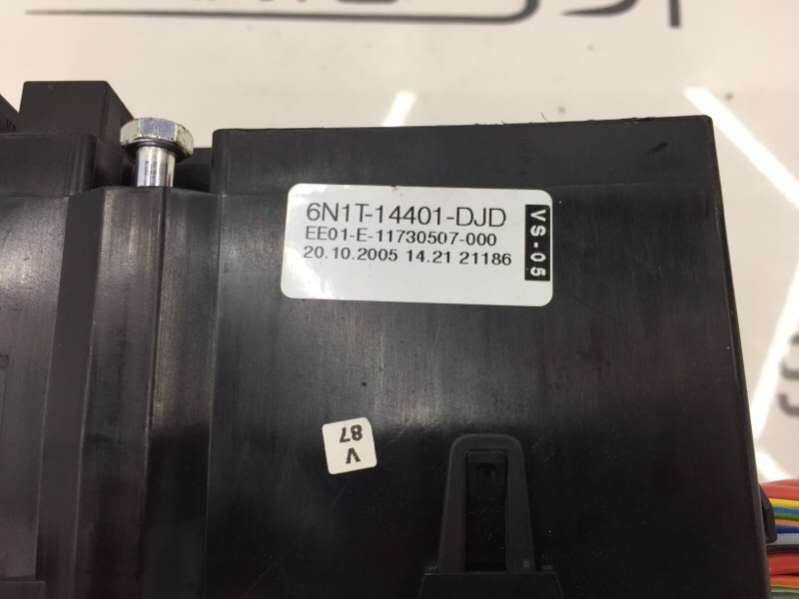 6N1T-14401-DJD
EE01-E-11730507-000
20.10.2005 14.21 21186
VS-05
V
87